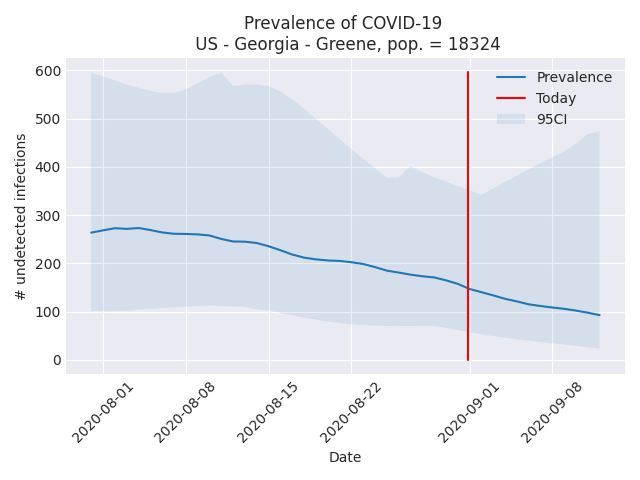 Prevalence of COVID-19
US - Georgia - Greene, pop. = 18324
600
500
400
300
200
100
0
# undetected infections
Prevalence
Today
95CI
2020-08-01
2020-08-08
2020-08-15
2020-08-22
2020-09-01
2020-09-08
Date